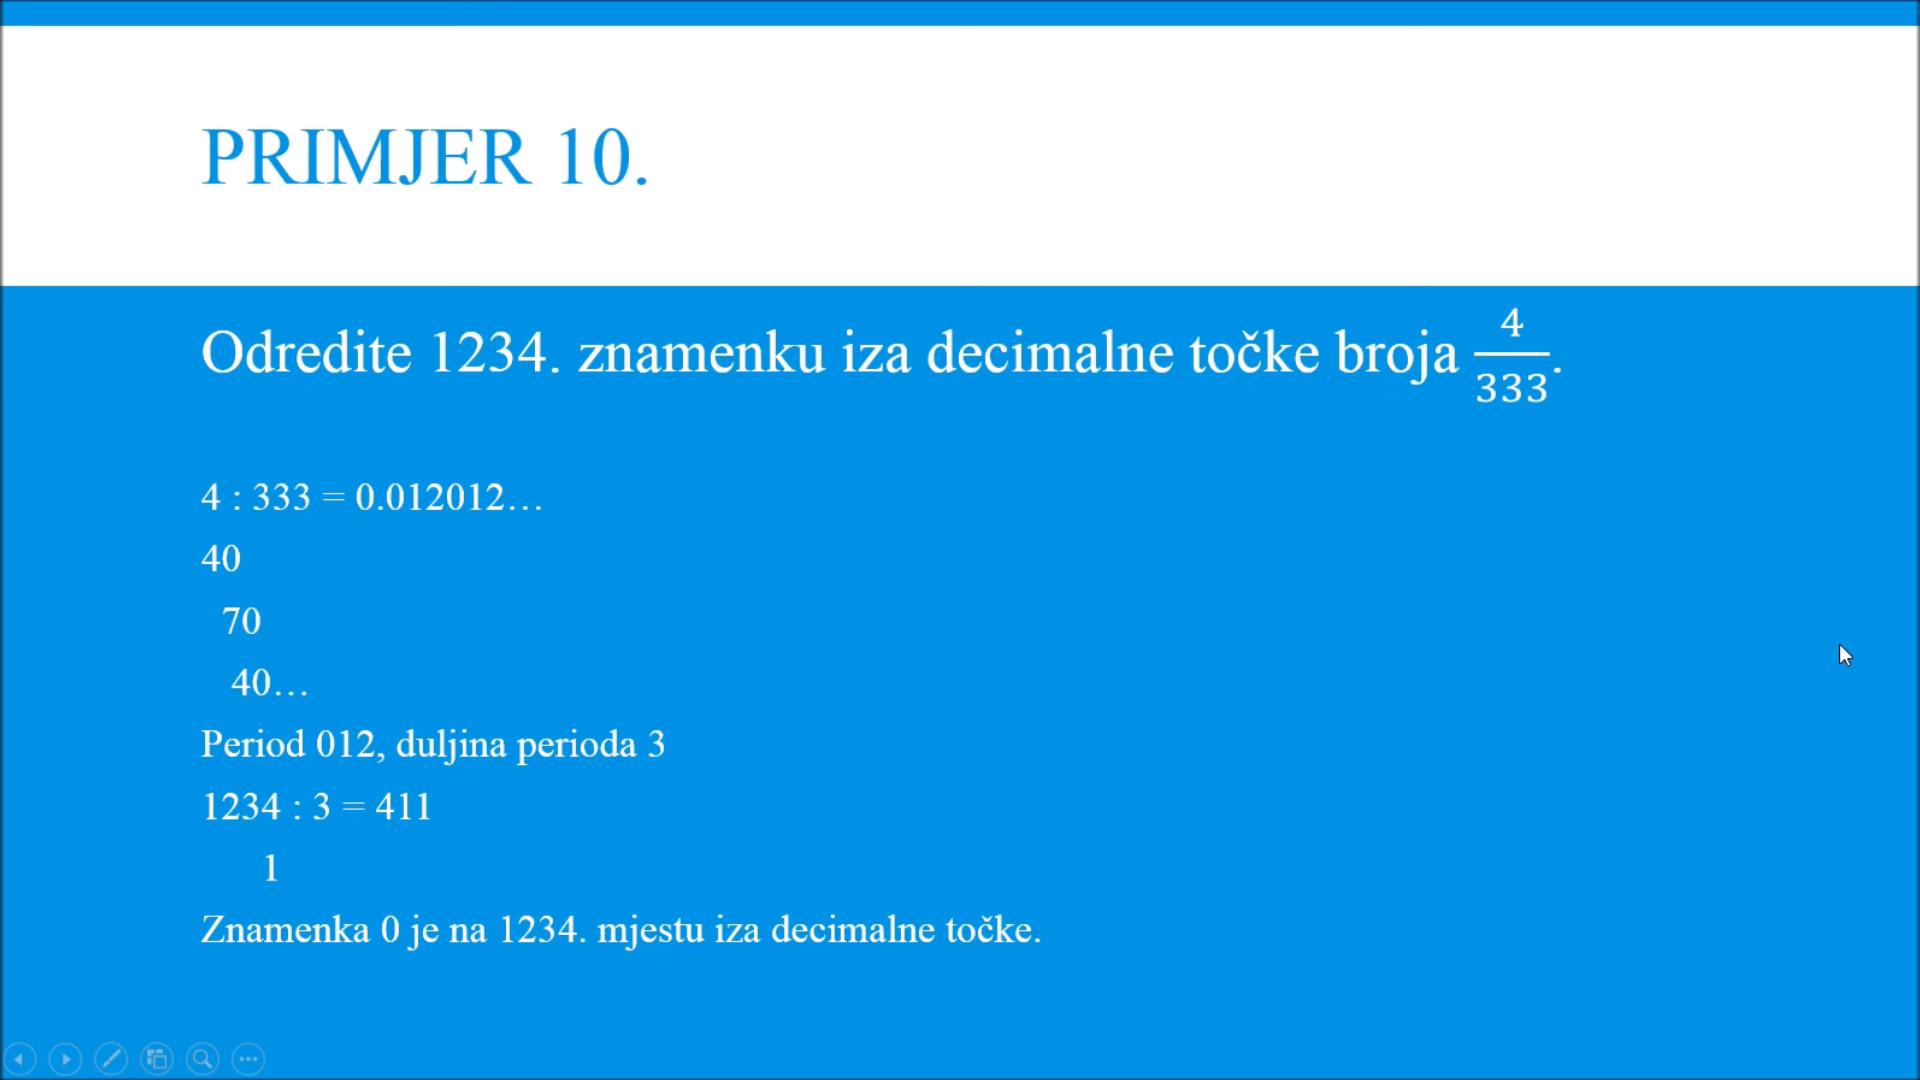 PRIMJER 10.
Odredite 1234. znamenku iza decimalne točke broja 4/333.
4 : 333 = 0.012012…
40
70
40…
Period 012, duljina perioda 3
1234 : 3 = 411
1
Znamenka 0 je na 1234. mjestu iza decimalne točke.